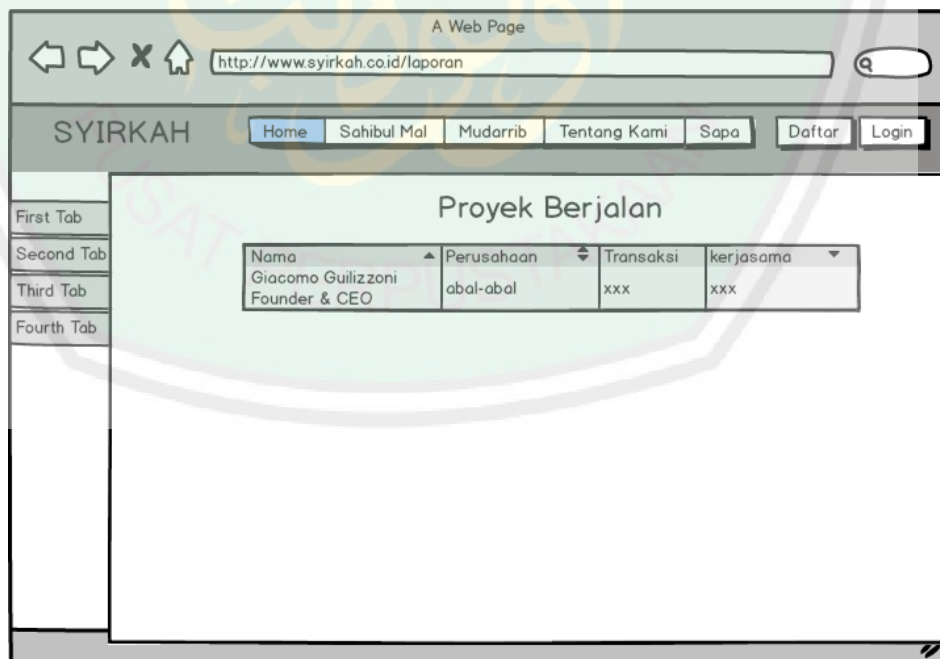 A Web Page
http://www.syirkah.co.id/laporan
SYIRKAH Home Sahibul Mal Mudarrib Tentang Kami Sapa Daftar Login
Proyek Berjalan
First Tab
Second Tab
Third Tab
Fourth Tab
Nama Perusahaan Transaksi kerjasama
Giacomo Guilizzoni
Founder & CEO abal-abal xxx xxx